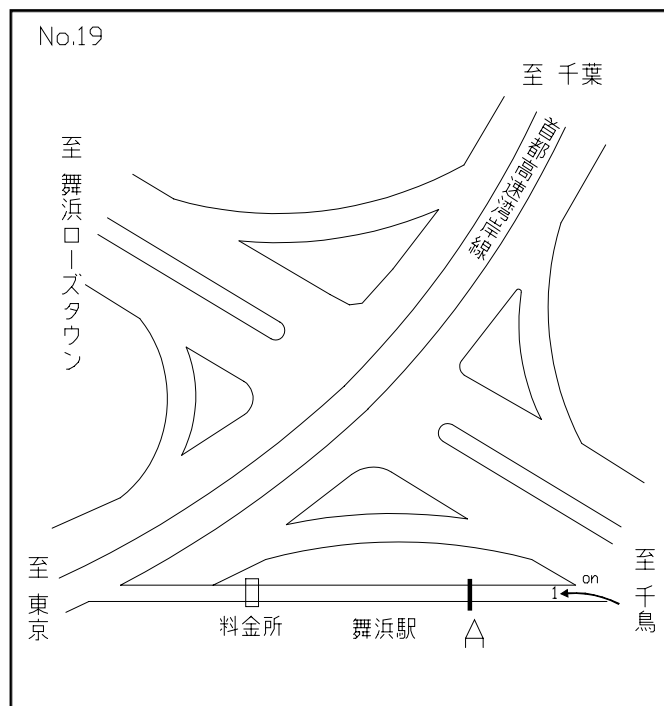 No.19
至 千葉
首都高速湾岸線
至 舞浜ローズタウン
至 東京
料金所
舞浜駅
A
1
on
至 千鳥